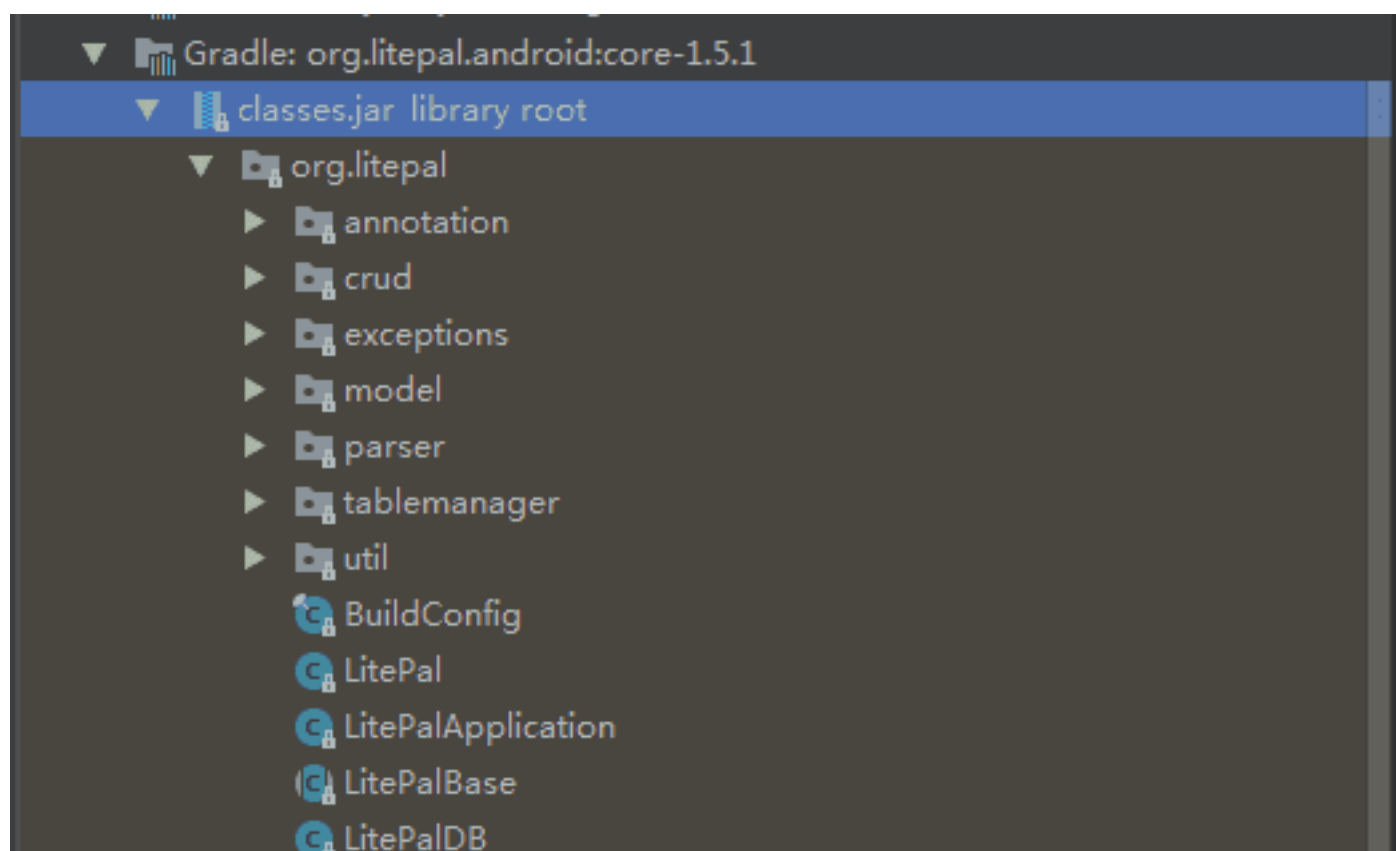 Gradle: org.litepal.android:core-1.5.1
classes.jar library root
org.litepal
annotation
crud
exceptions
model
parser
tablemanager
util
BuildConfig
LitePal
LitePalApplication
LitePalBase
LitePalDB